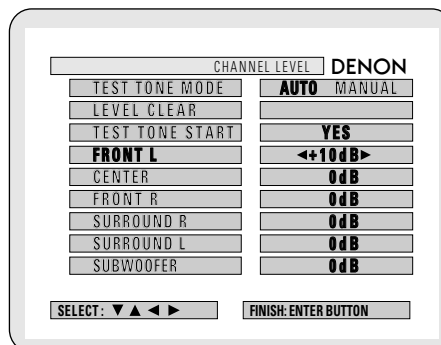 CHANNEL LEVEL DENON
TEST TONE MODE AUTO MANUAL
LEVEL CLEAR
TEST TONE START YES
FRONT L ◄+10dB►
CENTER 0dB
FRONT R 0dB
SURROUND R 0dB
SURROUND L 0dB
SUBWOOFER 0dB
SELECT: ▼ ▲ ◄ ► FINISH: ENTER BUTTON